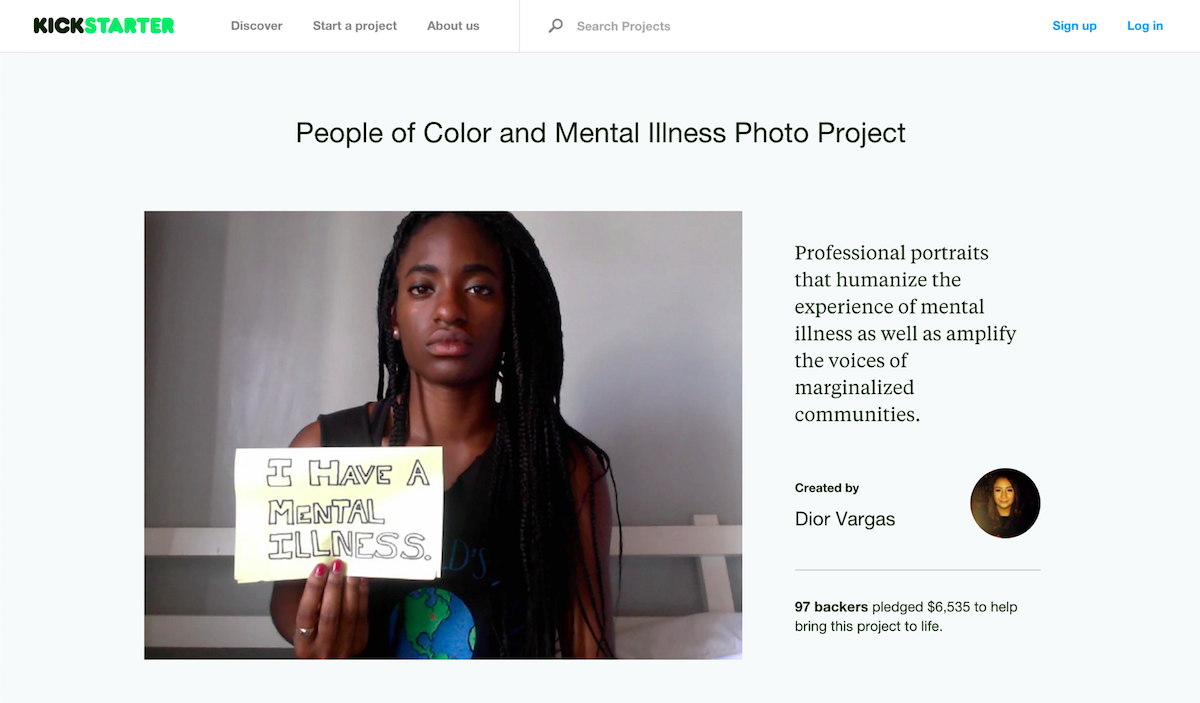 KICKSTARTER
Discover
Start a project
About us
Search Projects
Sign up
Log in
People of Color and Mental Illness Photo Project
I HAVE A
MENTAL
ILLNESS.
Professional portraits
that humanize the
experience of mental
illness as well as amplify
the voices of
marginalized
communities.
Created by
Dior Vargas
97 backers pledged $6,535 to help
bring this project to life.